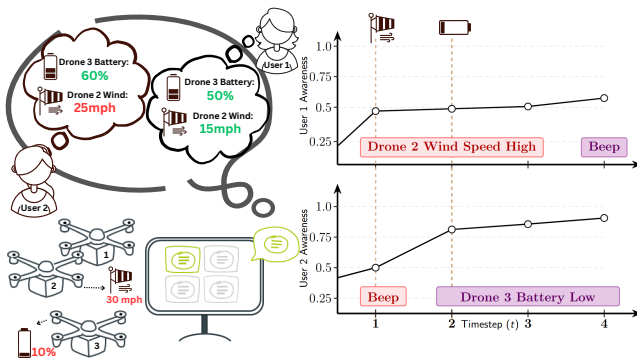 Drone 3 Battery:
60%
Drone 2 Wind:
25mph
User 2
User 1
Drone 3 Battery:
50%
Drone 2 Wind:
15mph
1
2
30 mph
3
10%
User 1 Awareness
1.0
0.75
0.5
0.25
Drone 2 Wind Speed High
Beep
User 2 Awareness
1.0
0.75
0.5
0.25
Beep
Drone 3 Battery Low
1
2
3
4
Timestep (t)